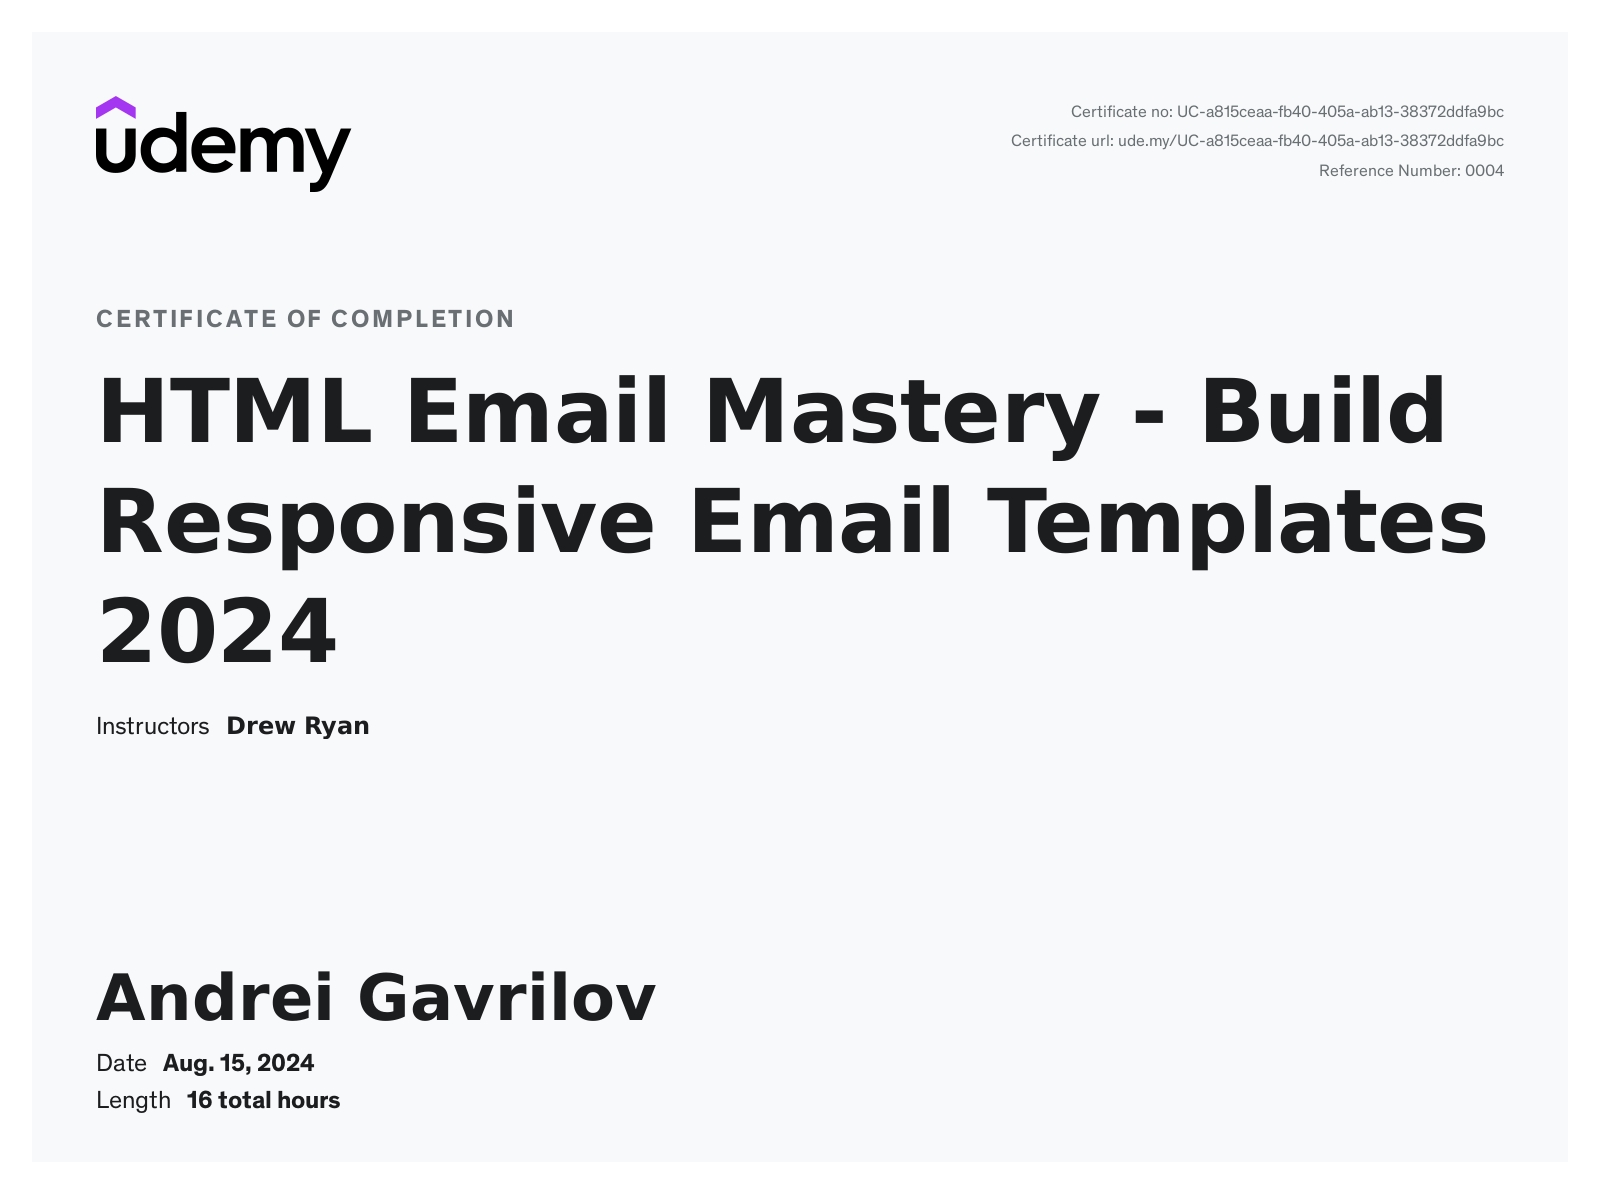 udemy
Certificate no: UC-a815ceaa-fb40-405a-ab13-38372ddfa9bc
Certificate url: ude.my/UC-a815ceaa-fb40-405a-ab13-38372ddfa9bc
Reference Number: 0004
CERTIFICATE OF COMPLETION
HTML Email Mastery - Build
Responsive Email Templates
2024
Instructors Drew Ryan
Andrei Gavrilov
Date Aug. 15, 2024
Length 16 total hours